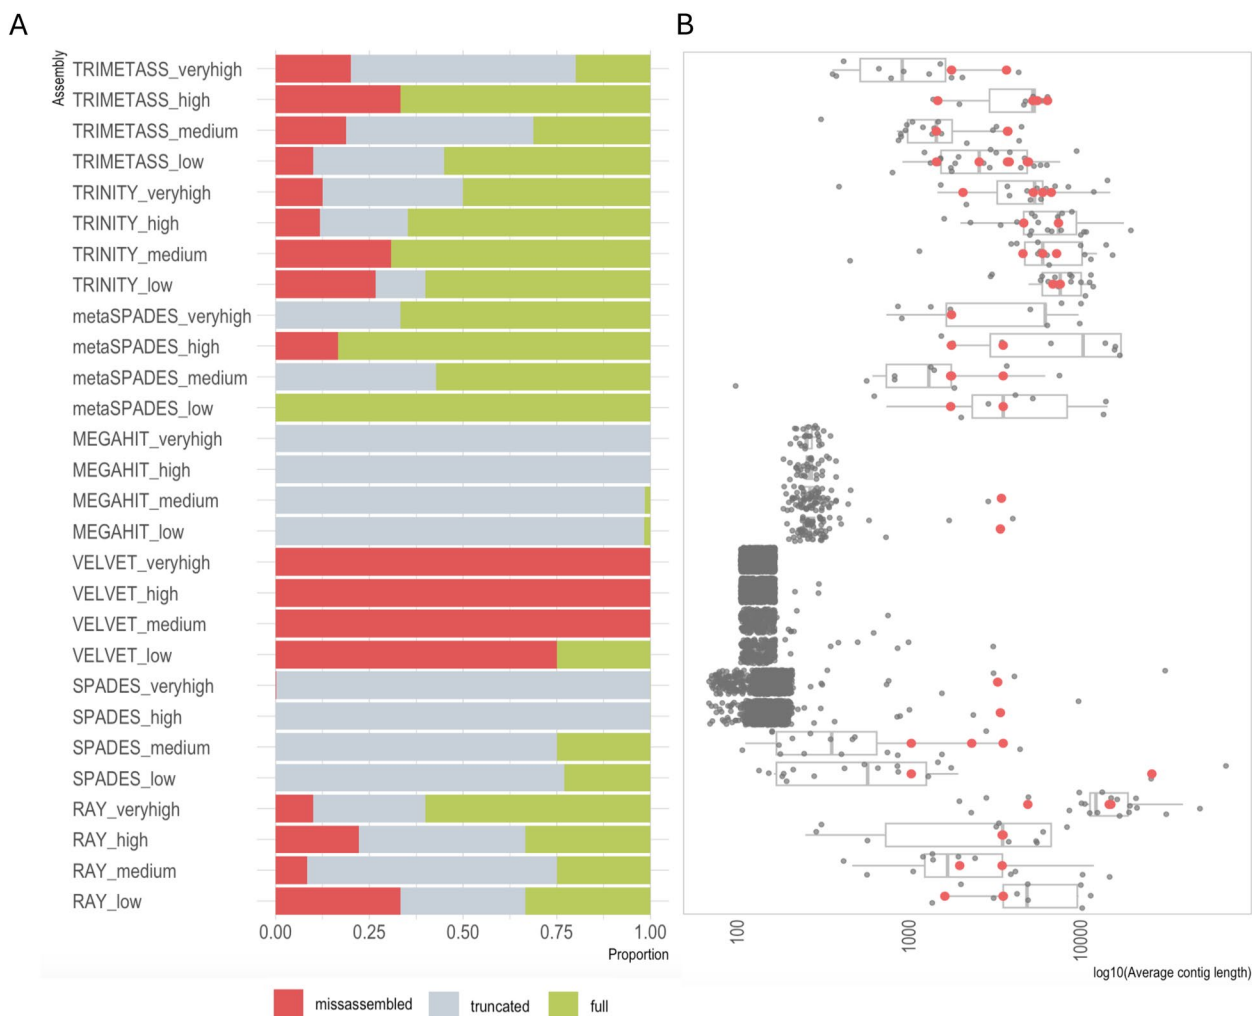 A
B
Assembly
TRIMETASS_veryhigh
TRIMETASS_high
TRIMETASS_medium
TRIMETASS_low
TRINITY_veryhigh
TRINITY_high
TRINITY_medium
TRINITY_low
metaSPADES_veryhigh
metaSPADES_high
metaSPADES_medium
metaSPADES_low
MEGAHIT_veryhigh
MEGAHIT_high
MEGAHIT_medium
MEGAHIT_low
VELVET_veryhigh
VELVET_high
VELVET_medium
VELVET_low
SPADES_veryhigh
SPADES_high
SPADES_medium
SPADES_low
RAY_veryhigh
RAY_high
RAY_medium
RAY_low
0.00 0.25 0.50 0.75 1.00
Proportion
100 1000 10000
log10(Average contig length)
missassembled truncated full